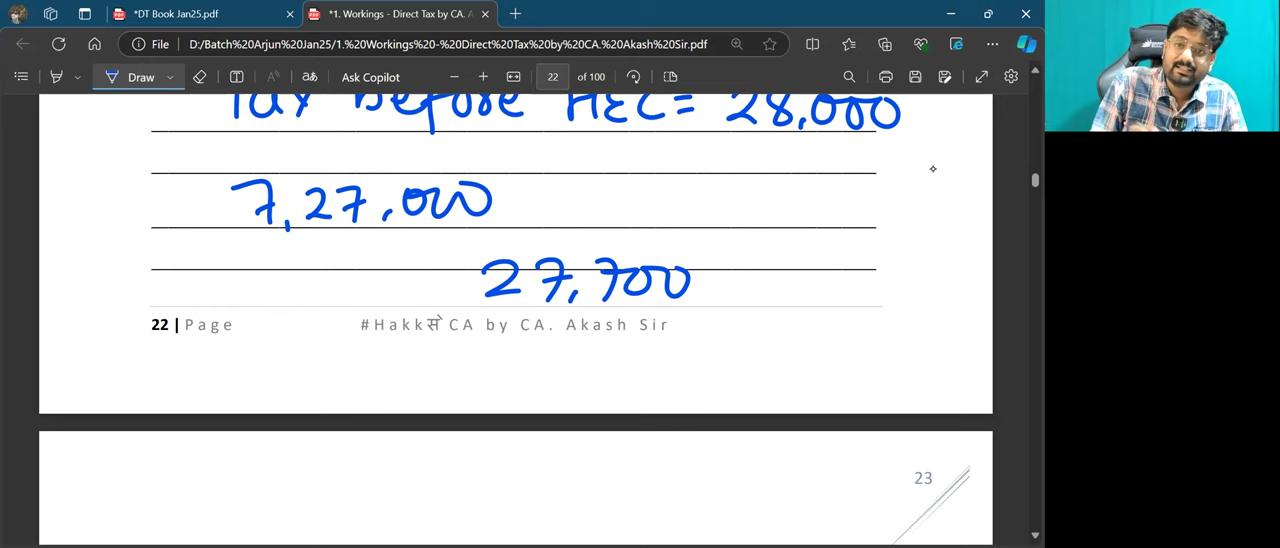 *DT Book Jan25.pdf
*1. Workings - Direct Tax by CA. A
File
D:/Batch%20Arjun%20Jan25/1.%20Workings%20-%20Direct%20Tax%20by%20CA.%20Akash%20Sir.pdf
Draw
Ask Copilot
22 of 100
Tax Before HEC = 28,000
7,27,000
27,700
22 | Page
#Hakkसे CA by CA. Akash Sir
23